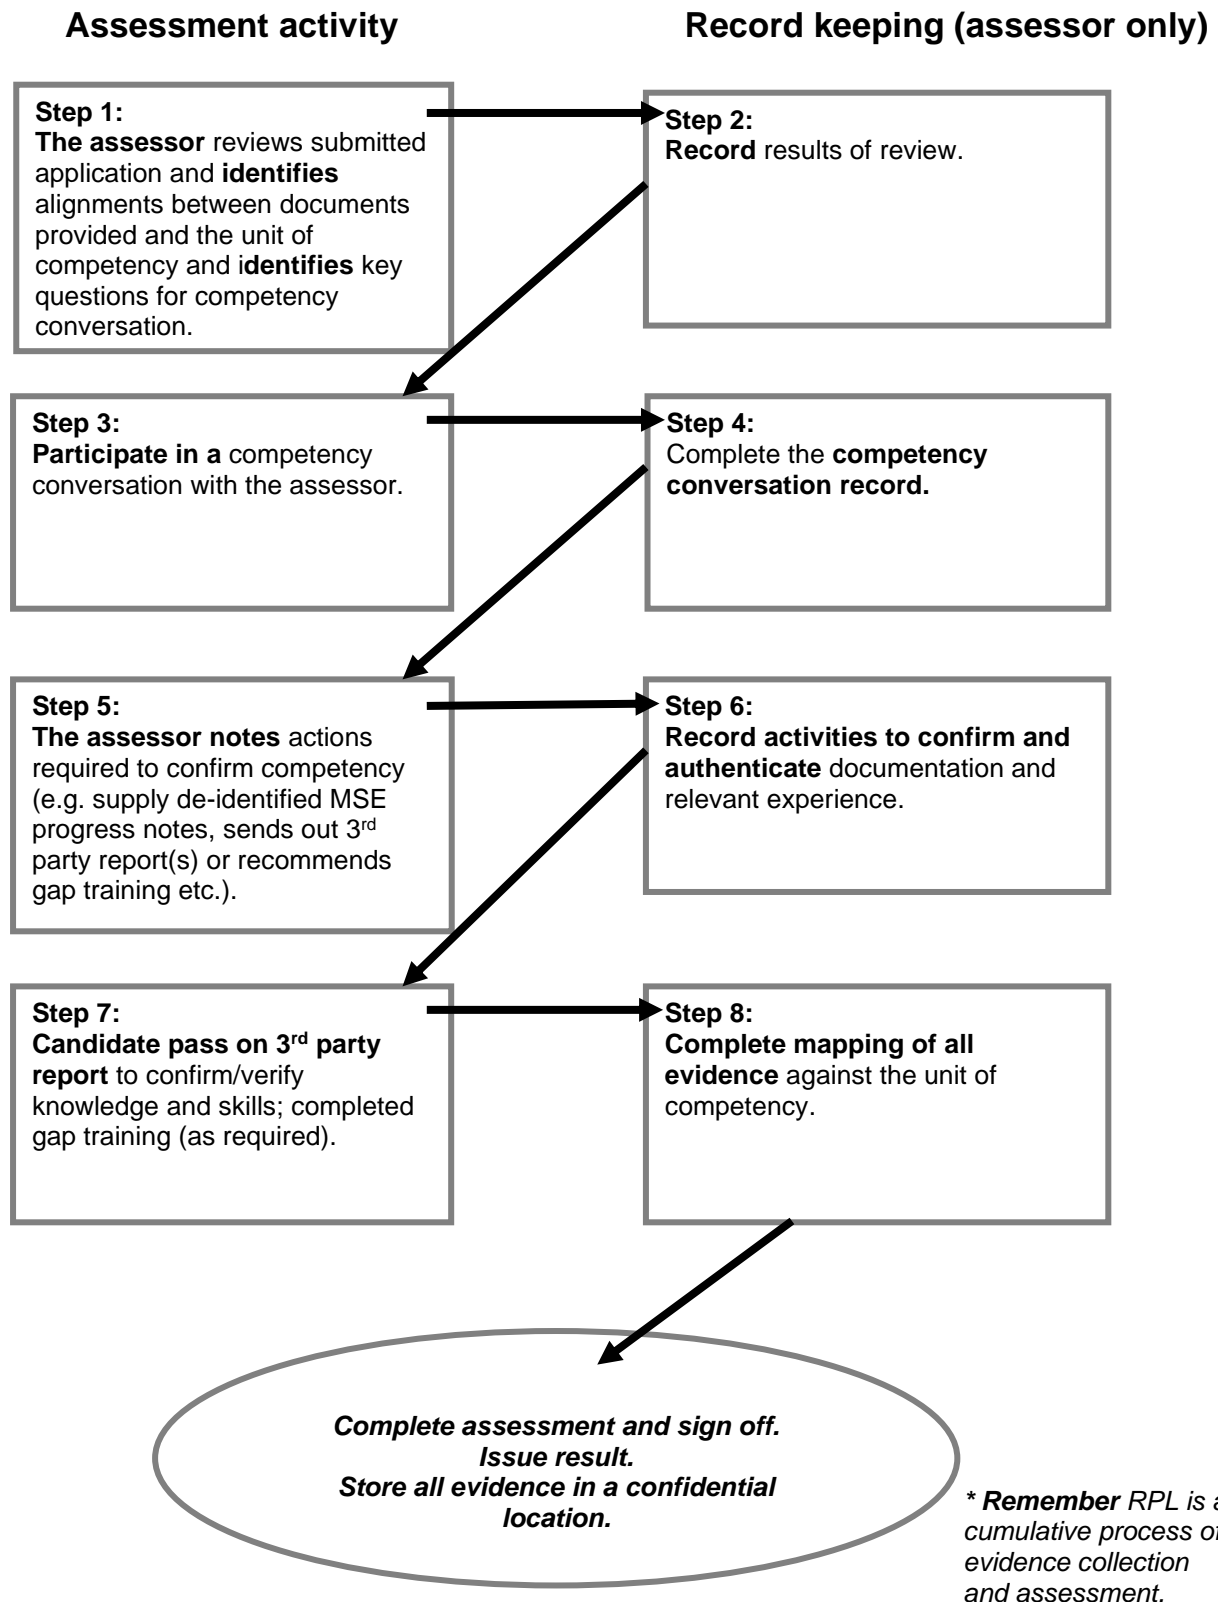 Assessment activity
Record keeping (assessor only)
Step 1:
The assessor reviews submitted
application and identifies
alignments between documents
provided and the unit of
competency and identifies key
questions for competency
conversation.
Step 2:
Record results of review.
Step 3:
Participate in a competency
conversation with the assessor.
Step 4:
Complete the competency
conversation record.
Step 5:
The assessor notes actions
required to confirm competency
(e.g. supply de-identified MSE
progress notes, sends out 3rd
party report(s) or recommends
gap training etc.).
Step 6:
Record activities to confirm and
authenticate documentation and
relevant experience.
Step 7:
Candidate pass on 3rd party
report to confirm/verify
knowledge and skills; completed
gap training (as required).
Step 8:
Complete mapping of all
evidence against the unit of
competency.
Complete assessment and sign off.
Issue result.
Store all evidence in a confidential
location.
* Remember RPL is a
cumulative process of
evidence collection
and assessment.